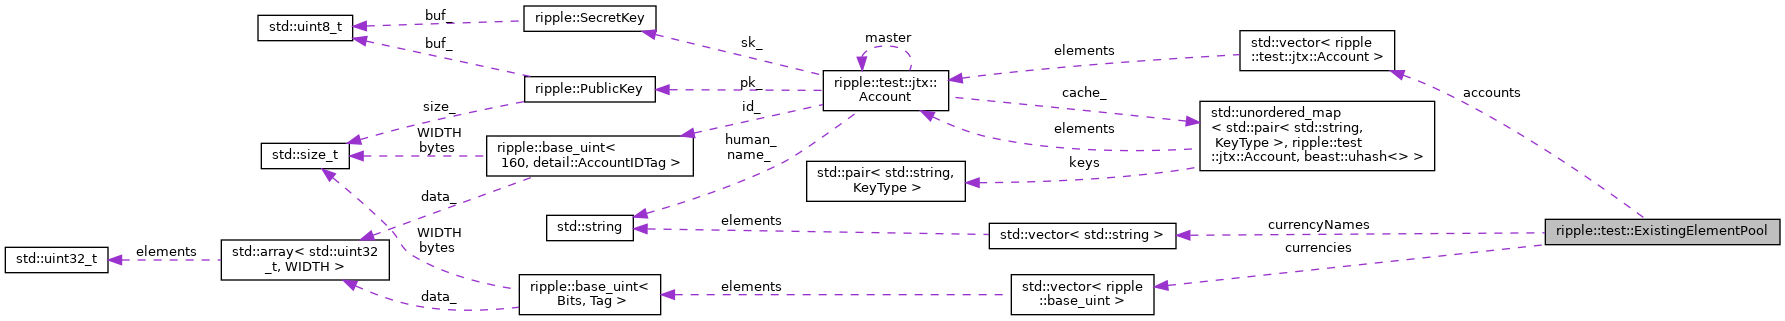 std::uint8_t
buf_
ripple::SecretKey
buf_
sk_
master
elements
std::vector< ripple
::test::jtx::Account >
accounts
ripple::PublicKey
size_
pk_
ripple::test::jtx::
Account
cache_
id_
std::size_t
WIDTH
bytes
ripple::base_uint<
160, detail::AccountIDTag >
human_
name_
elements
std::unordered_map
< std::pair< std::string,
KeyType >, ripple::test
::jtx::Account, beast::uhash<> >
keys
std::pair< std::string,
KeyType >
data_
std::string
elements
std::vector< std::string >
currencyNames
ripple::test::ExistingElementPool
currencies
WIDTH
bytes
std::uint32_t
elements
std::array< std::uint32
_t, WIDTH >
data_
ripple::base_uint<
Bits, Tag >
elements
std::vector< ripple
::base_uint >